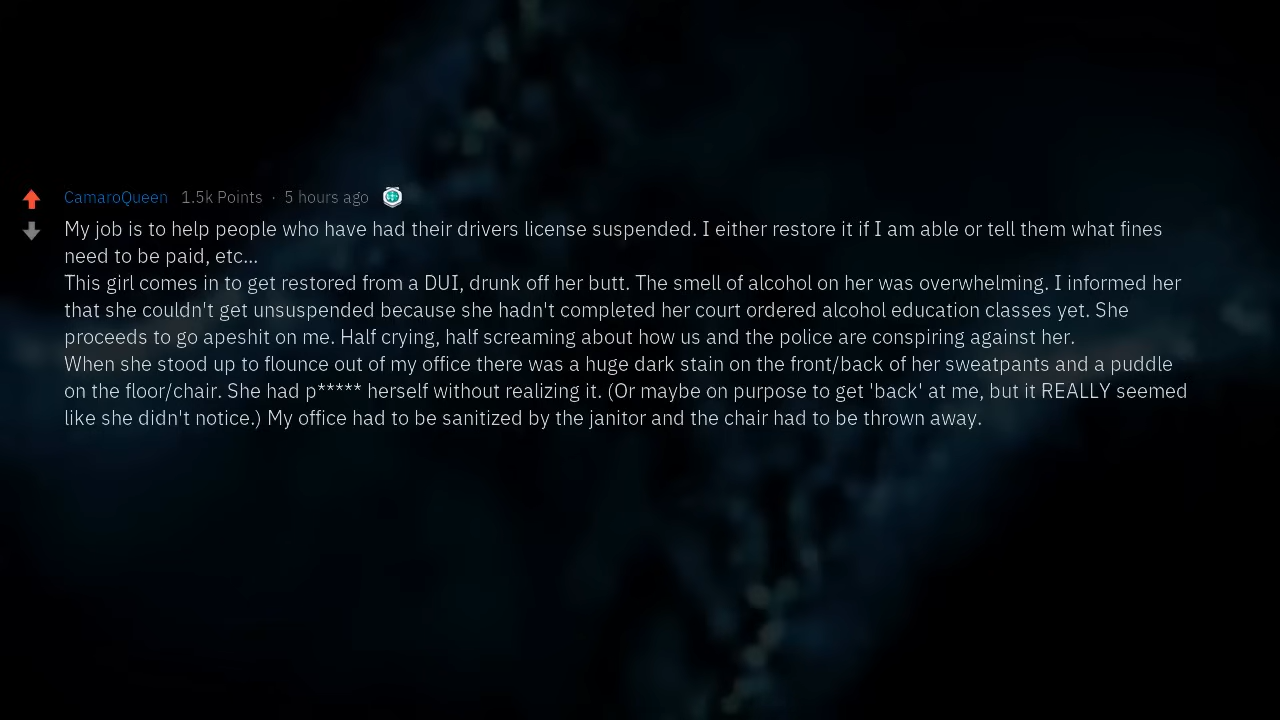 CamaroQueen 1.5k Points · 5 hours ago
My job is to help people who have had their drivers license suspended. I either restore it if I am able or tell them what fines
need to be paid, etc...
This girl comes in to get restored from a DUI, drunk off her butt. The smell of alcohol on her was overwhelming. I informed her
that she couldn't get unsuspended because she hadn't completed her court ordered alcohol education classes yet. She
proceeds to go apeshit on me. Half crying, half screaming about how us and the police are conspiring against her.
When she stood up to flounce out of my office there was a huge dark stain on the front/back of her sweatpants and a puddle
on the floor/chair. She had p***** herself without realizing it. (Or maybe on purpose to get 'back' at me, but it REALLY seemed
like she didn't notice.) My office had to be sanitized by the janitor and the chair had to be thrown away.